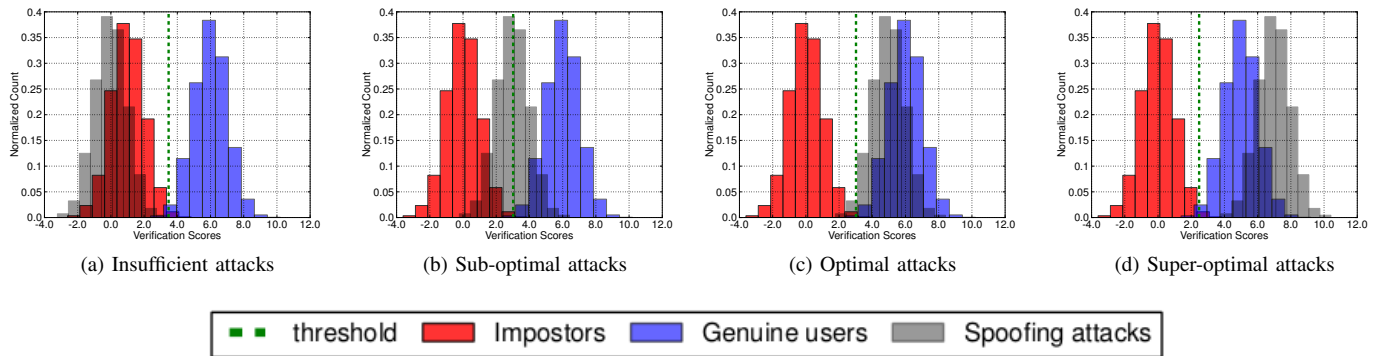 Normalized Count
0.4
0.35
0.3
0.25
0.2
0.15
0.1
0.05
0.0
-4.0 -2.0 0.0 2.0 4.0 6.0 8.0 10.0 12.0
Verification Scores
(a) Insufficient attacks
Normalized Count
0.4
0.35
0.3
0.25
0.2
0.15
0.1
0.05
0.0
-4.0 -2.0 0.0 2.0 4.0 6.0 8.0 10.0 12.0
Verification Scores
(b) Sub-optimal attacks
Normalized Count
0.4
0.35
0.3
0.25
0.2
0.15
0.1
0.05
0.0
-4.0 -2.0 0.0 2.0 4.0 6.0 8.0 10.0 12.0
Verification Scores
(c) Optimal attacks
Normalized Count
0.4
0.35
0.3
0.25
0.2
0.15
0.1
0.05
0.0
-4.0 -2.0 0.0 2.0 4.0 6.0 8.0 10.0 12.0
Verification Scores
(d) Super-optimal attacks
threshold Impostors Genuine users Spoofing attacks